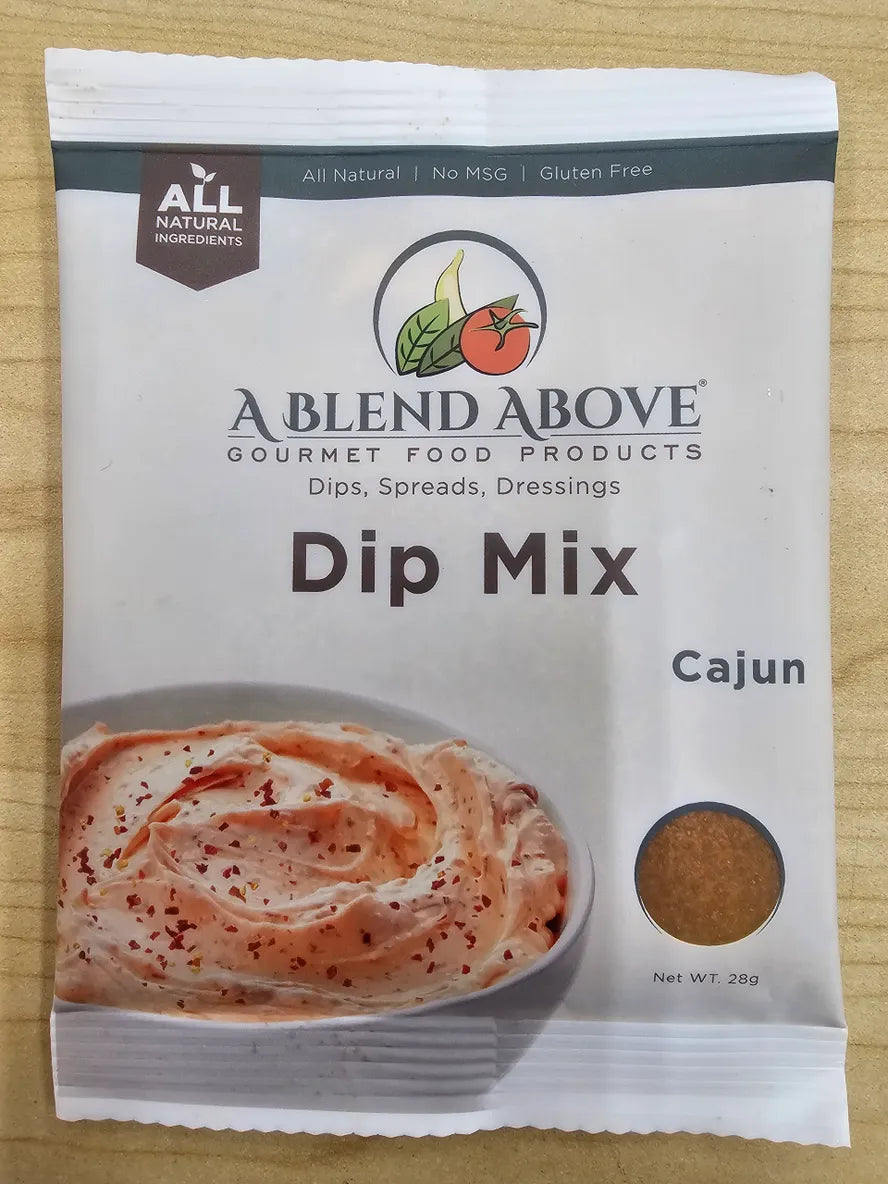 All Natural | No MSG | Gluten Free
ALL
NATURAL
INGREDIENTS
A BLEND ABOVE®
GOURMET FOOD PRODUCTS
Dips, Spreads, Dressings
Dip Mix
Cajun
Net WT. 28g